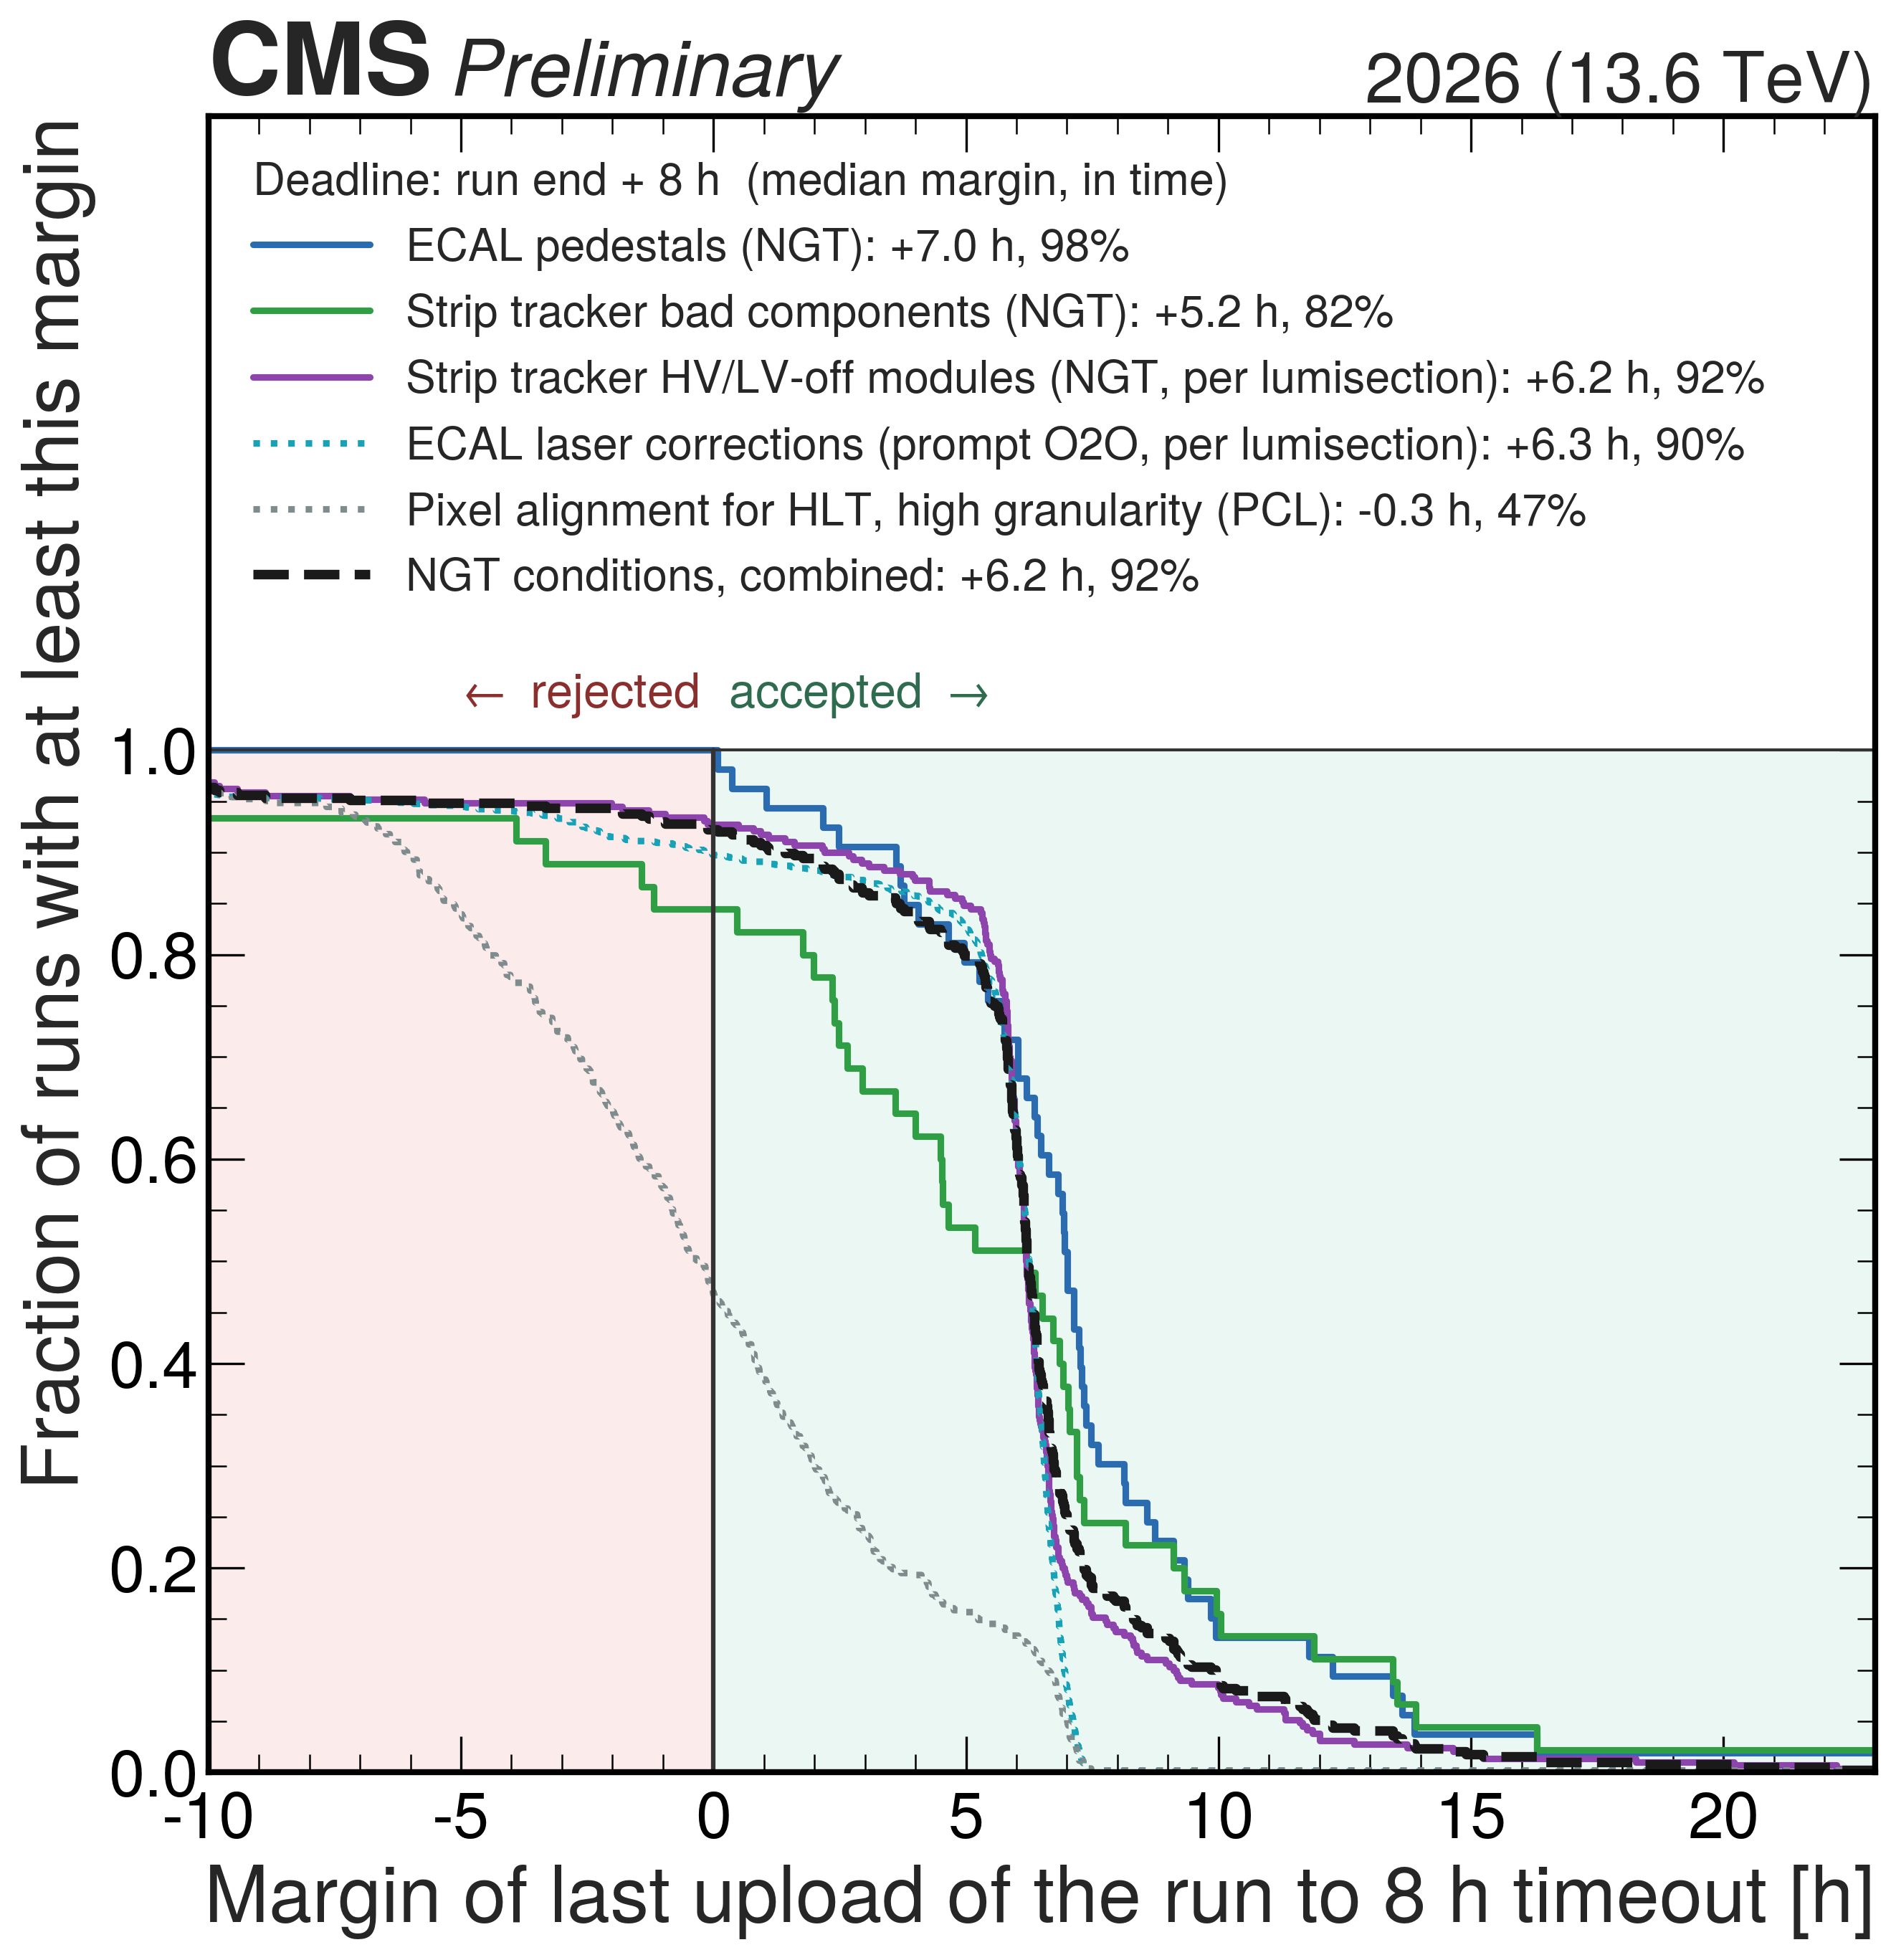 CMS Preliminary
2026 (13.6 TeV)
Deadline: run end + 8 h (median margin, in time)
ECAL pedestals (NGT): +7.0 h, 98%
Strip tracker bad components (NGT): +5.2 h, 82%
Strip tracker HV/LV-off modules (NGT, per lumisection): +6.2 h, 92%
ECAL laser corrections (prompt O2O, per lumisection): +6.3 h, 90%
Pixel alignment for HLT, high granularity (PCL): -0.3 h, 47%
NGT conditions, combined: +6.2 h, 92%
← rejected accepted →
Fraction of runs with at least this margin
1.0
0.8
0.6
0.4
0.2
0.0
-10 -5 0 5 10 15 20
Margin of last upload of the run to 8 h timeout [h]